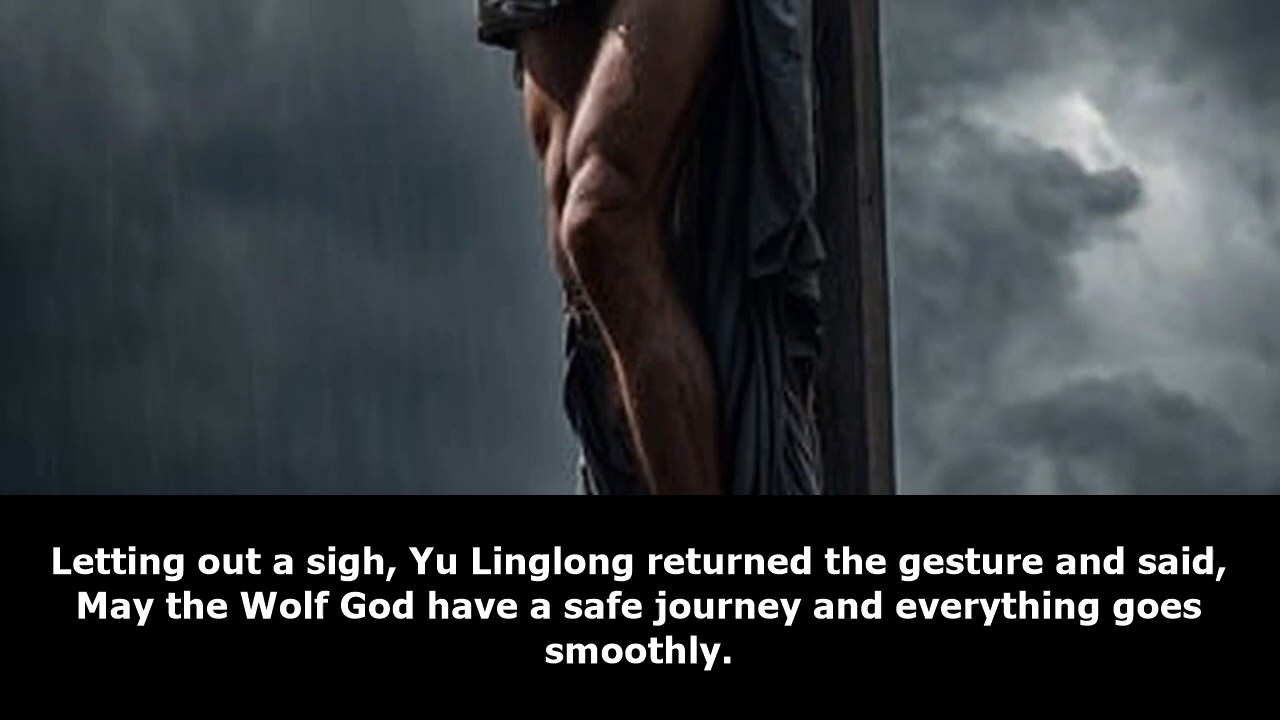 Letting out a sigh, Yu Linglong returned the gesture and said,
May the Wolf God have a safe journey and everything goes
smoothly.